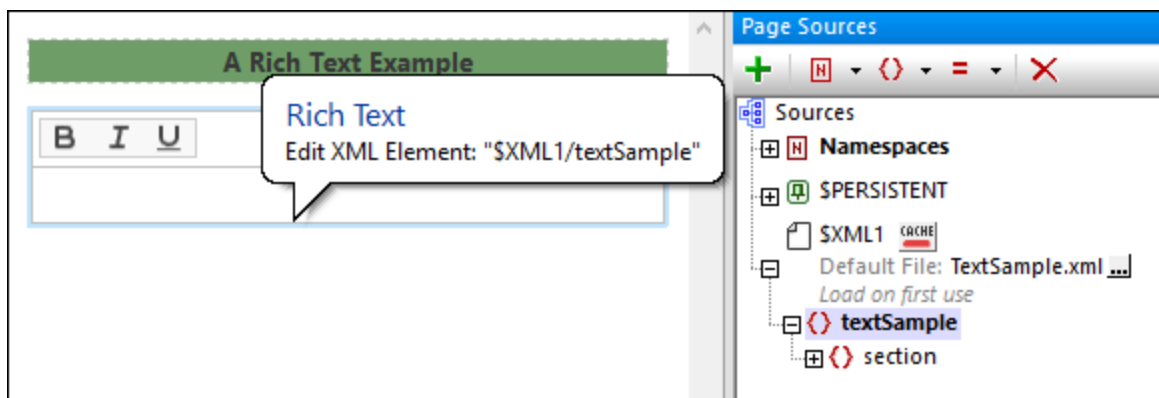 A Rich Text Example
B I U
Rich Text
Edit XML Element: "$XML1/textSample"
Page Sources
N {} =
Sources
N Namespaces
$PERSISTENT
$XML1 CACHE
Default File: TextSample.xml ...
Load on first use
{} textSample
{} section